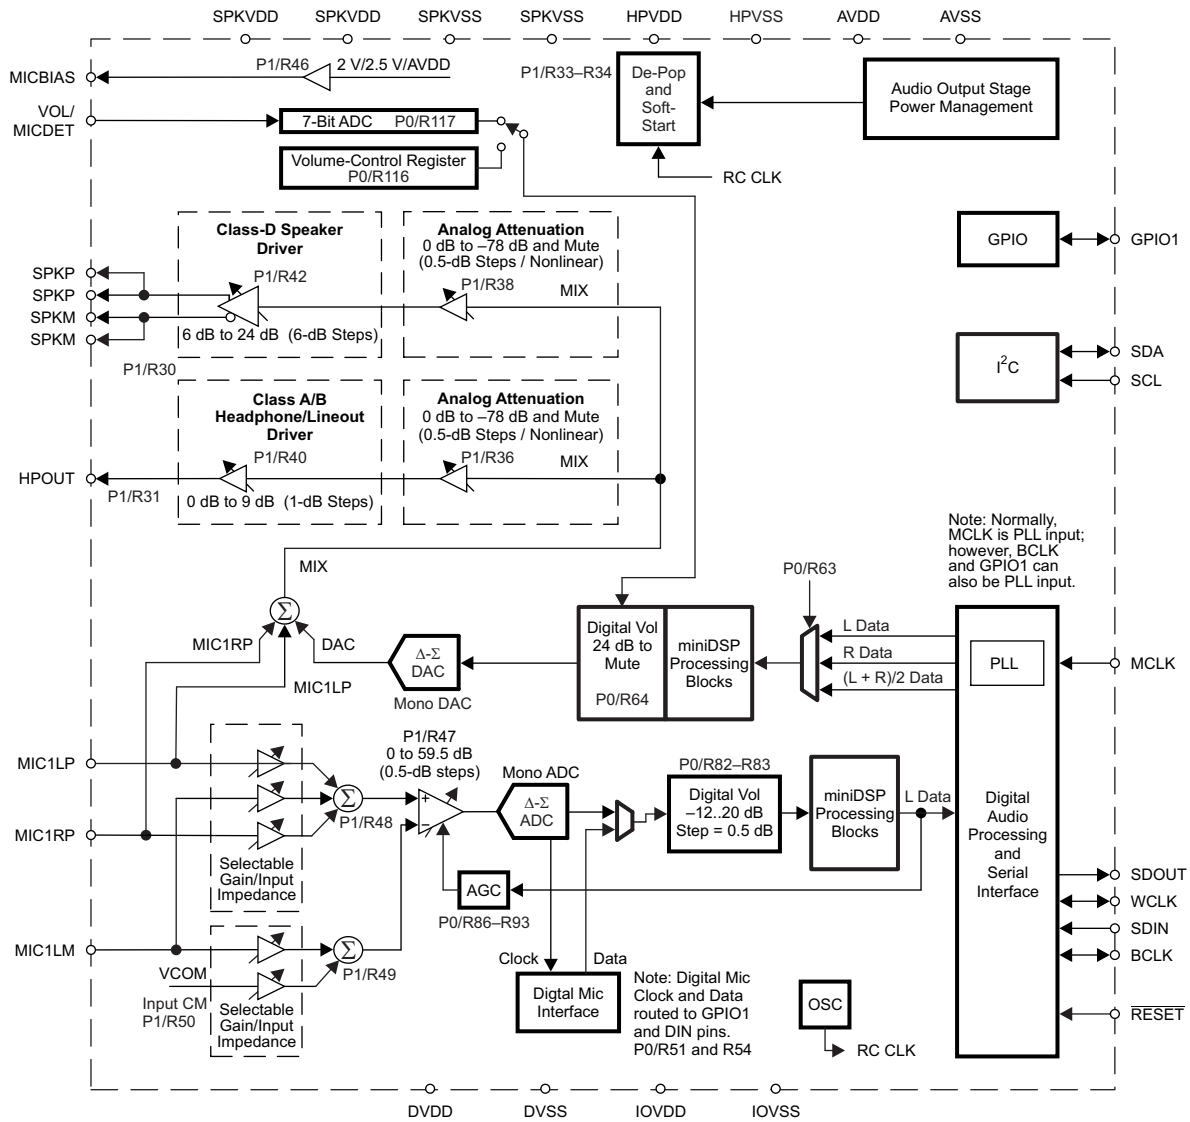 SPKVDD SPKVDD SPKVSS SPKVSS HPVDD HPVSS AVDD AVSS
MICBIAS
P1/R46
2 V/2.5 V/AVDD
VOL/
MICDET
7-Bit ADC P0/R117
Volume-Control Register
P0/R116
P1/R33–R34
De-Pop
and
Soft-
Start
Audio Output Stage
Power Management
RC CLK
Class-D Speaker
Driver
P1/R42
6 dB to 24 dB (6-dB Steps)
Analog Attenuation
0 dB to –78 dB and Mute
(0.5-dB Steps / Nonlinear)
P1/R38
MIX
GPIO
GPIO1
SPKP
SPKP
SPKM
SPKM
P1/R30
I2C
SDA
SCL
Class A/B
Headphone/Lineout
Driver
P1/R40
0 dB to 9 dB (1-dB Steps)
Analog Attenuation
0 dB to –78 dB and Mute
(0.5-dB Steps / Nonlinear)
P1/R36
MIX
HPOUT
P1/R31
Note: Normally,
MCLK is PLL input;
however, BCLK
and GPIO1 can
also be PLL input.
MIX
Σ
MIC1RP
DAC
MIC1LP
Δ-Σ
DAC
Mono DAC
Digital Vol
24 dB to
Mute
P0/R64
miniDSP
Processing
Blocks
P0/R63
L Data
R Data
(L + R)/2 Data
PLL
MCLK
MIC1LP
MIC1RP
Selectable
Gain/Input
Impedance
Σ
P1/R48
P1/R47
0 to 59.5 dB
(0.5-dB steps)
+
–
Mono ADC
Δ-Σ
ADC
P0/R82–R83
Digital Vol
–12..20 dB
Step = 0.5 dB
miniDSP
Processing
Blocks
L Data
Digital
Audio
Processing
and
Serial
Interface
AGC
P0/R86–R93
SDOUT
WCLK
SDIN
BCLK
RESET
MIC1LM
VCOM
Input CM
P1/R50
Selectable
Gain/Input
Impedance
Σ
P1/R49
Clock
Data
Digtal Mic
Interface
Note: Digital Mic
Clock and Data
routed to GPIO1
and DIN pins.
P0/R51 and R54
OSC
RC CLK
DVDD DVSS IOVDD IOVSS